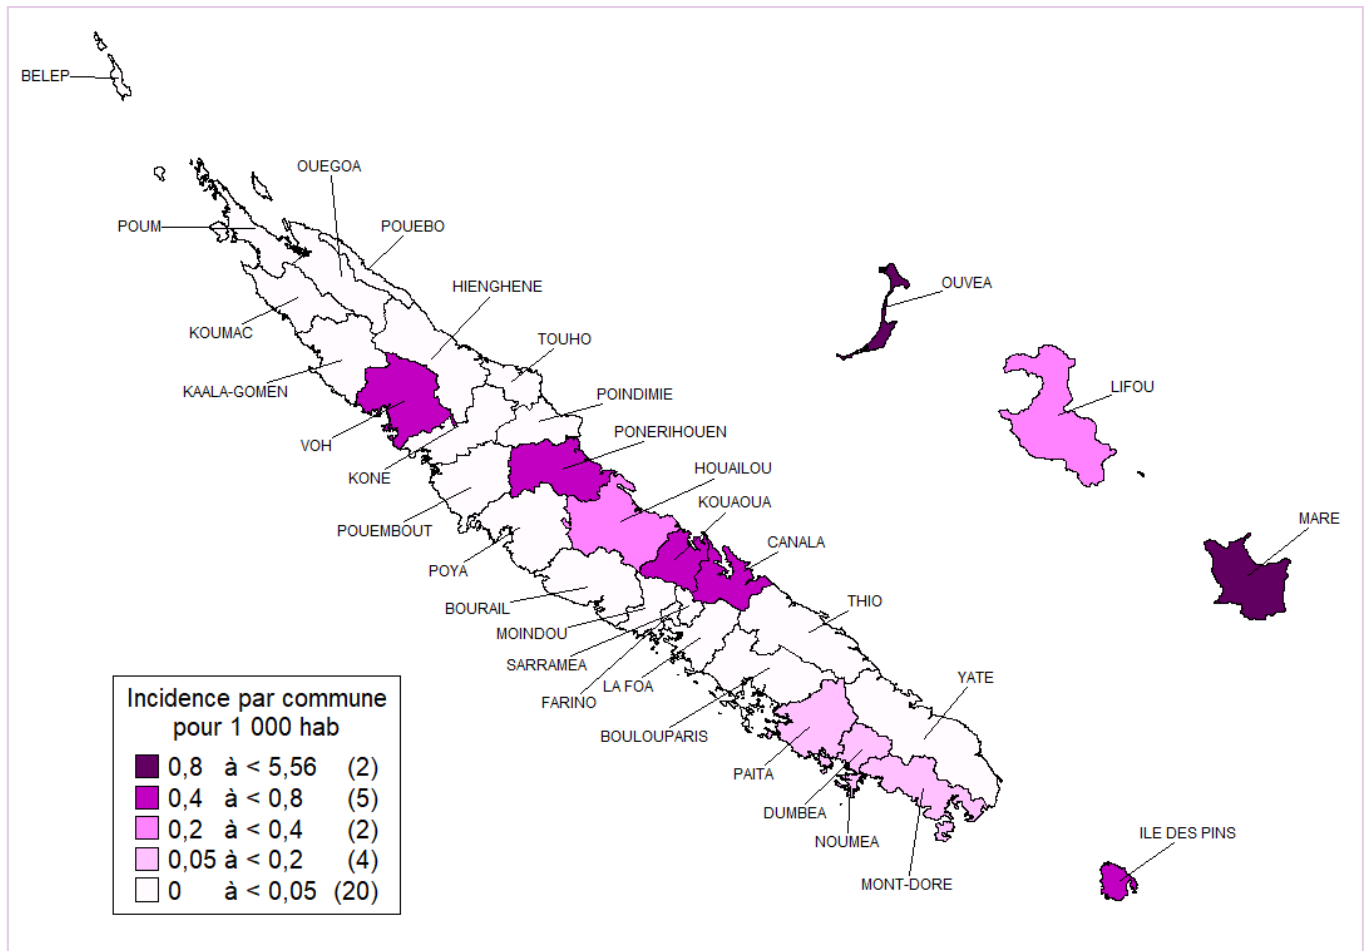 BELEP
OUEGOA
POUM
POUEBO
HIENGHENE
OUVEA
KOUMAC
TOUHO
KAALA-GOMEN
LIFOU
POINDIMIE
VOH
PONERIHOUEN
KONE
HOUAILOU
KOUAOUA
POUEMBOUT
MARE
CANALA
POYA
BOURAIL
THIO
MOINDOU
SARRAMEA
LA FOA
YATE
FARINO
BOULOUPARIS
PAITA
DUMBEA
NOUMEA
ILE DES PINS
MONT-DORE
Incidence par commune
pour 1 000 hab
0,8 à < 5,56 (2)
0,4 à < 0,8 (5)
0,2 à < 0,4 (2)
0,05 à < 0,2 (4)
0 à < 0,05 (20)